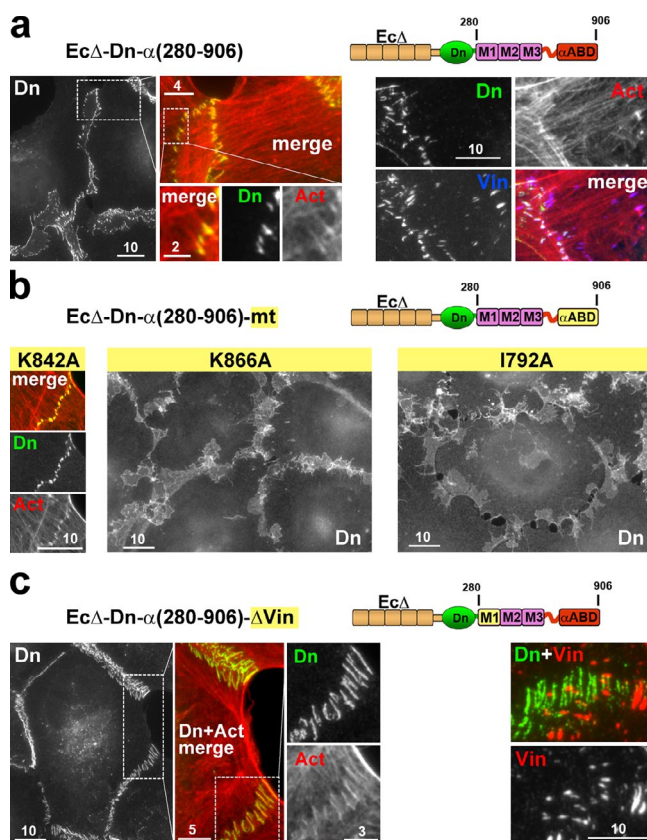 a
EcΔ-Dn-α(280-906)
280 906
EcΔ
Dn M1 M2 M3 αABD
Dn
10
4
merge
merge Dn Act
2
Dn Act
10
Vin merge
b
EcΔ-Dn-α(280-906)-mt
280 906
EcΔ
Dn M1 M2 M3 αABD
K842A K866A I792A
merge
Dn
Act
10
10 Dn
10 Dn
c
EcΔ-Dn-α(280-906)-ΔVin
280 906
EcΔ
Dn M1 M2 M3 αABD
Dn
10
Dn+Act
merge
5
Dn
Act
3
Dn+Vin
Vin
10